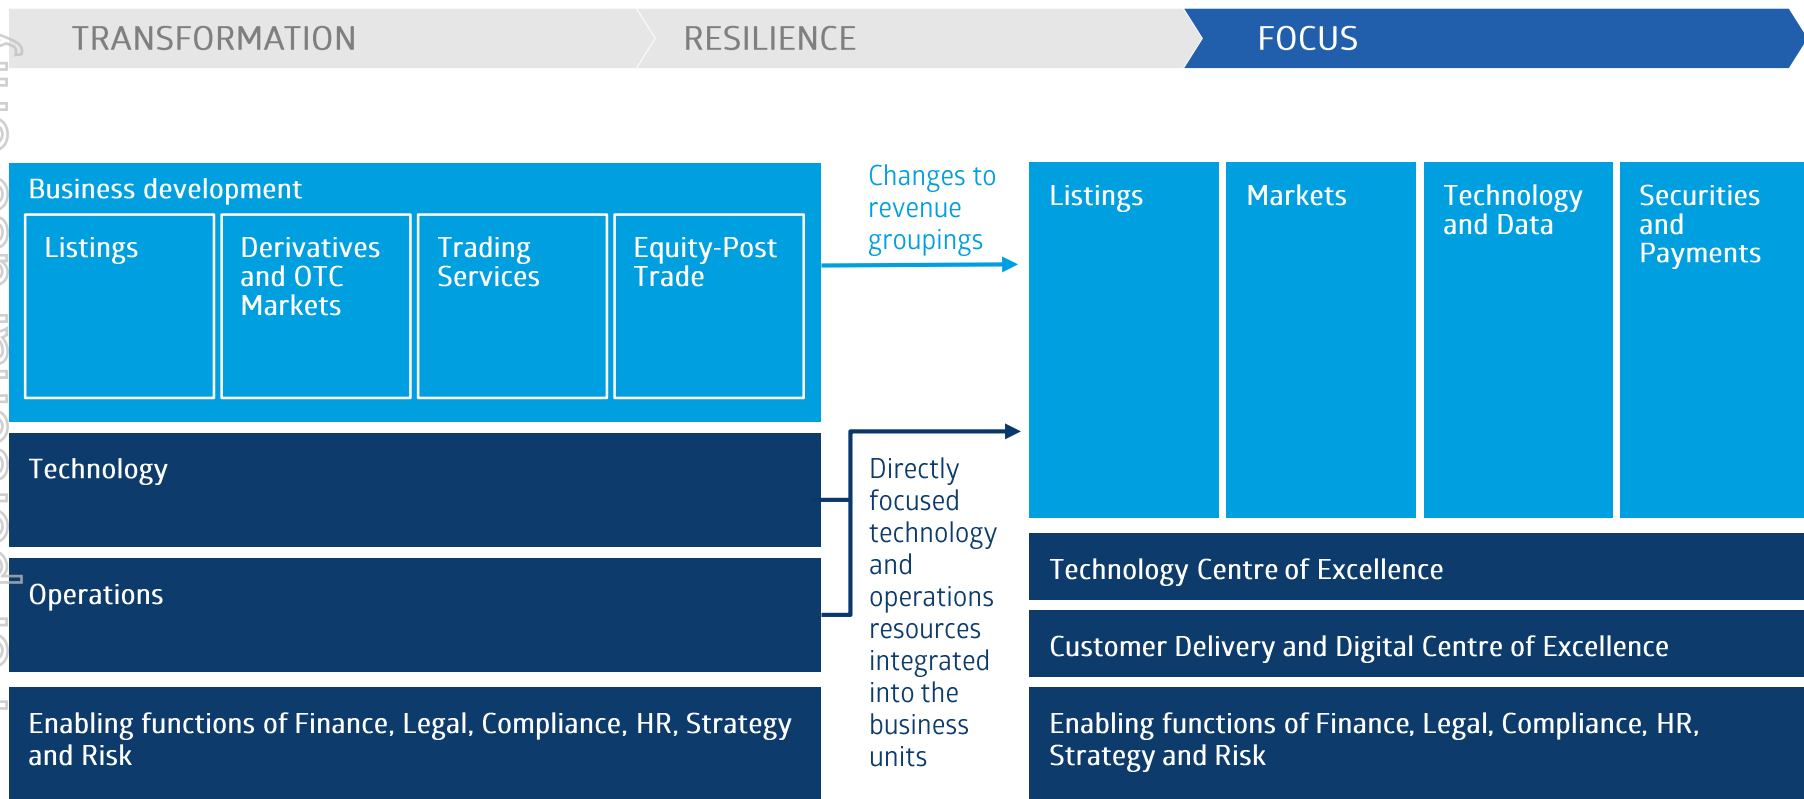 TRANSFORMATION
RESILIENCE
FOCUS
Business development
Listings
Derivatives
and OTC
Markets
Trading
Services
Equity-Post
Trade
Technology
Operations
Enabling functions of Finance, Legal, Compliance, HR, Strategy
and Risk
Changes to
revenue
groupings
Directly
focused
technology
and
operations
resources
integrated
into the
business
units
Listings
Markets
Technology
and Data
Securities
and
Payments
Technology Centre of Excellence
Customer Delivery and Digital Centre of Excellence
Enabling functions of Finance, Legal, Compliance, HR,
Strategy and Risk